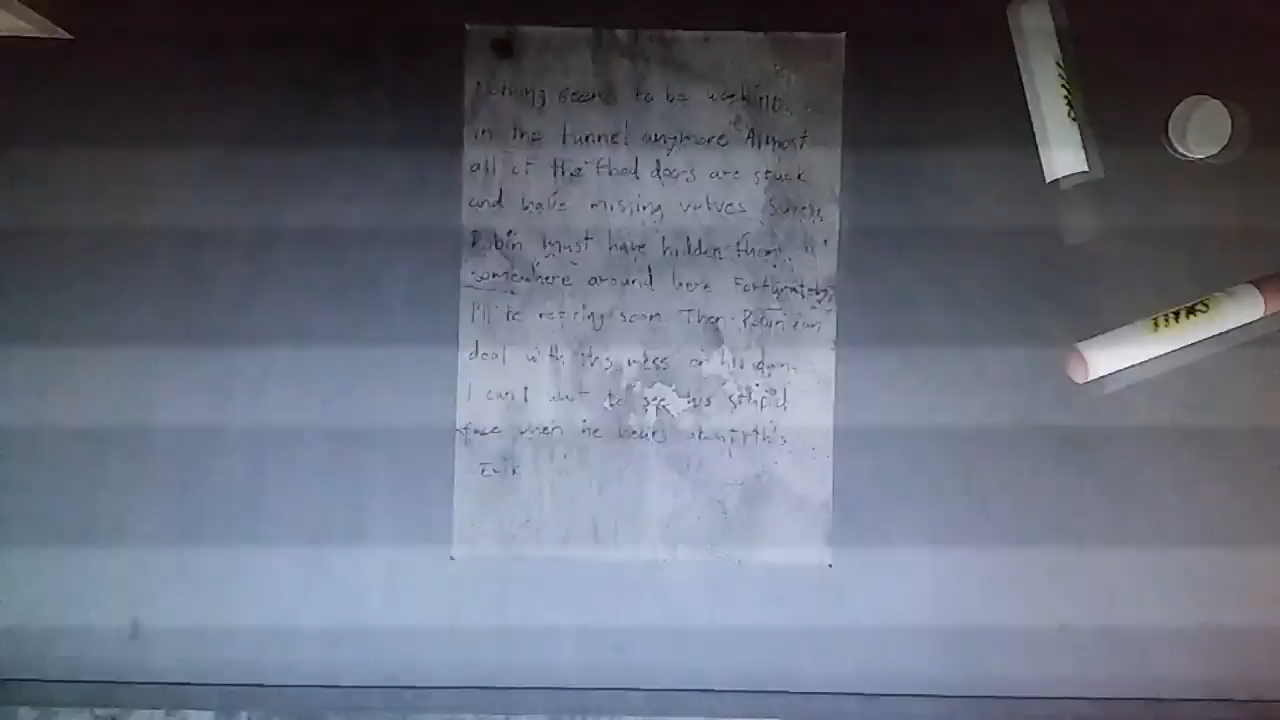 Nothing seems to be working
in the tunnel anymore Almost
all of the flood doors are stuck
and have missing valves
Robin must have hidden them
somewhere around here Fortunately,
I'll be retiring soon Then Robin can
deal with this mess on his own.
I can't wait to see his stupid
face when he hears about this
Erik